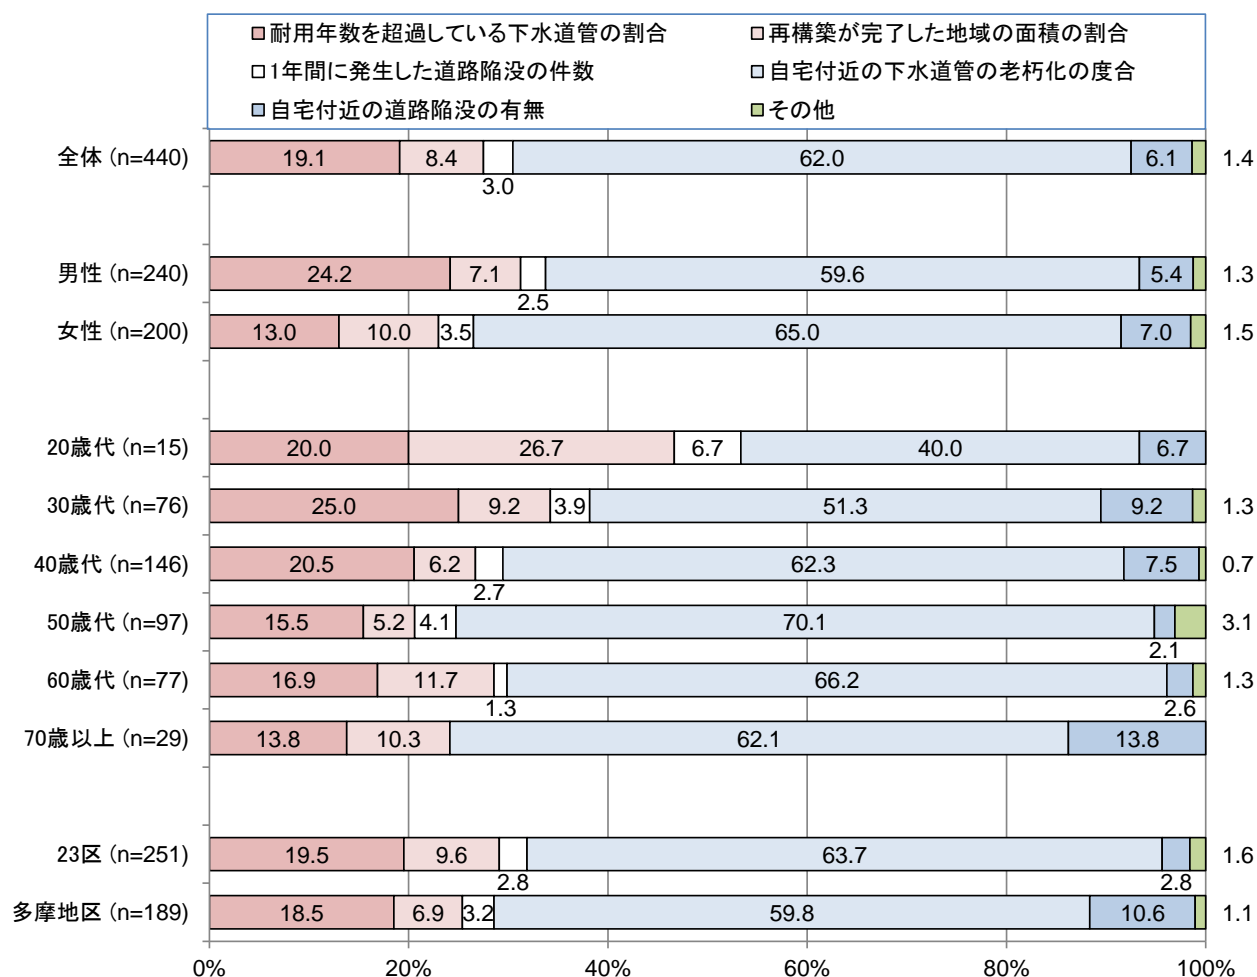 耐用年数を超過している下水道管の割合 再構築が完了した地域の面積の割合
1年間に発生した道路陥没の件数 自宅付近の下水道管の老朽化の度合
自宅付近の道路陥没の有無 その他
全体 (n=440) 19.1 8.4 62.0 6.1 1.4
3.0
男性 (n=240) 24.2 7.1 59.6 5.4 1.3
2.5
女性 (n=200) 13.0 10.0 3.5 65.0 7.0 1.5
20歳代 (n=15) 20.0 26.7 6.7 40.0 6.7
30歳代 (n=76) 25.0 9.2 3.9 51.3 9.2 1.3
40歳代 (n=146) 20.5 6.2 62.3 7.5 0.7
2.7
50歳代 (n=97) 15.5 5.2 4.1 70.1 3.1
2.1
60歳代 (n=77) 16.9 11.7 66.2 1.3
1.3 2.6
70歳以上 (n=29) 13.8 10.3 62.1 13.8
23区 (n=251) 19.5 9.6 63.7 1.6
2.8 2.8
多摩地区 (n=189) 18.5 6.9 3.2 59.8 10.6 1.1
0% 20% 40% 60% 80% 100%